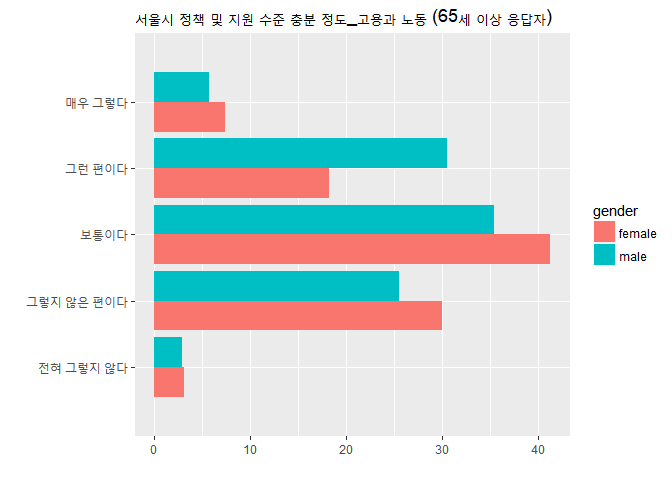 서울시 정책 및 지원 수준 충분 정도_고용과 노동 (65세 이상 응답자)
매우 그렇다
그런 편이다
보통이다
그렇지 않은 편이다
전혀 그렇지 않다
0 10 20 30 40
gender
female
male